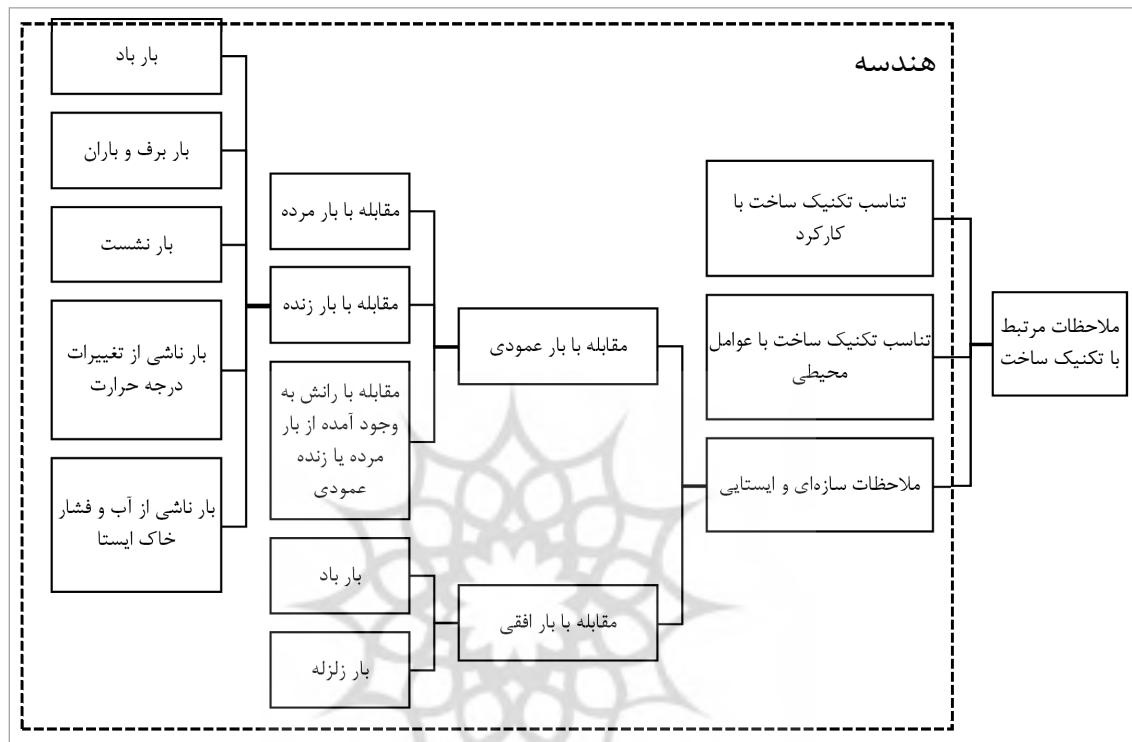 هندسه
ملاحظات مرتبط
با تکنیک ساخت
تناسب تکنیک ساخت با
کارکرد
تناسب تکنیک ساخت با عوامل
محیطی
ملاحظات سازه‌ای و ایستایی
مقابله با بار عمودی
مقابله با بار افقی
مقابله با بار مرده
مقابله با بار زنده
مقابله با رانش به
وجود آمده از بار
مرده یا زنده
عمودی
بار باد
بار زلزله
بار باد
بار برف و باران
بار نشست
بار ناشی از تغییرات
درجه حرارت
بار ناشی از آب و فشار
خاک ایستا